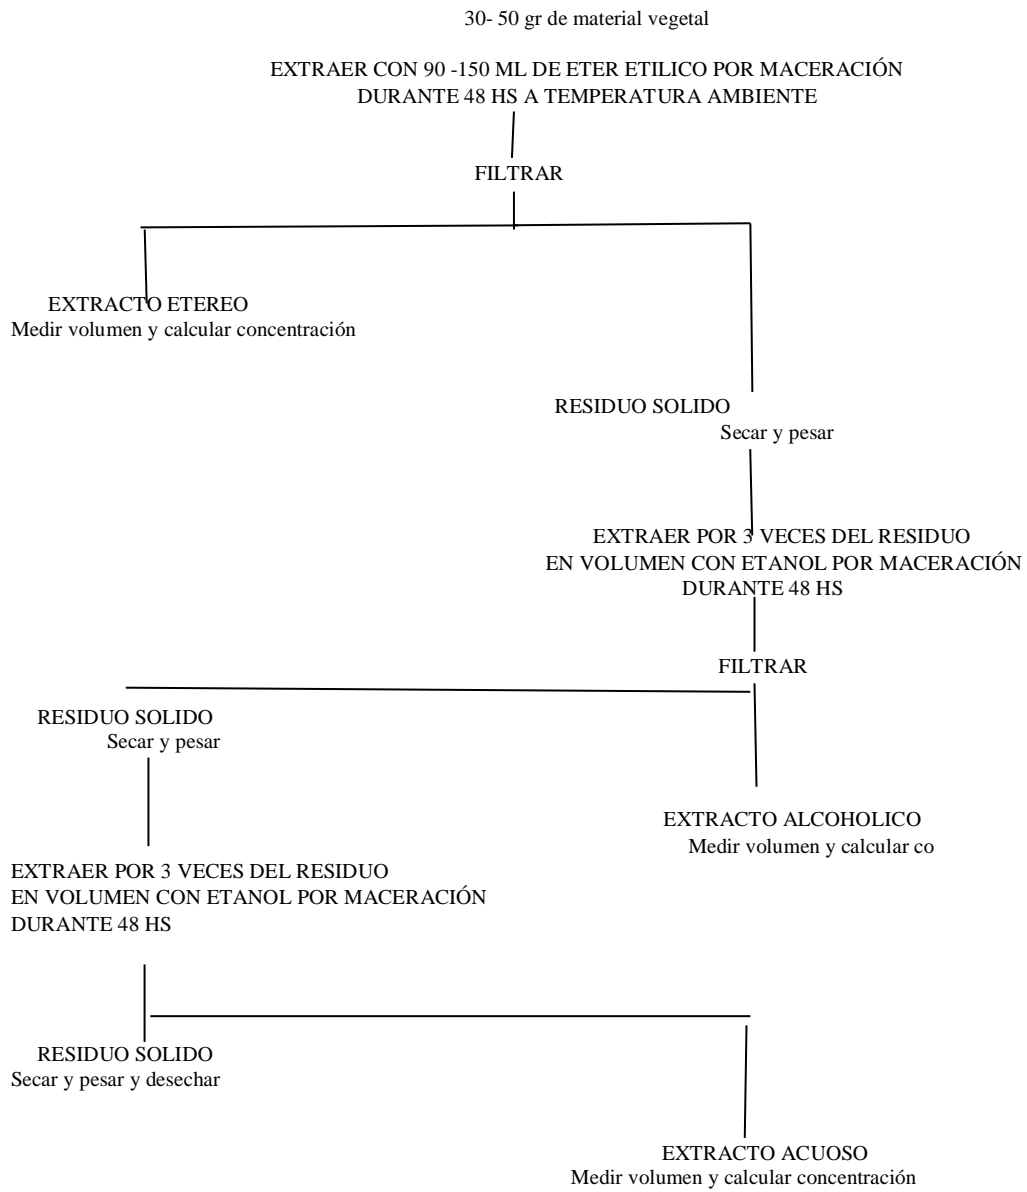 30- 50 gr de material vegetal
EXTRAER CON 90 -150 ML DE ETER ETILICO POR MACERACIÓN
DURANTE 48 HS A TEMPERATURA AMBIENTE
FILTRAR
EXTRACTO ETEREO
Medir volumen y calcular concentración
RESIDUO SOLIDO
Secar y pesar
EXTRAER POR 3 VECES DEL RESIDUO
EN VOLUMEN CON ETANOL POR MACERACIÓN
DURANTE 48 HS
FILTRAR
RESIDUO SOLIDO
Secar y pesar
EXTRACTO ALCOHOLICO
Medir volumen y calcular co
EXTRAER POR 3 VECES DEL RESIDUO
EN VOLUMEN CON ETANOL POR MACERACIÓN
DURANTE 48 HS
RESIDUO SOLIDO
Secar y pesar y desechar
EXTRACTO ACUOSO
Medir volumen y calcular concentración